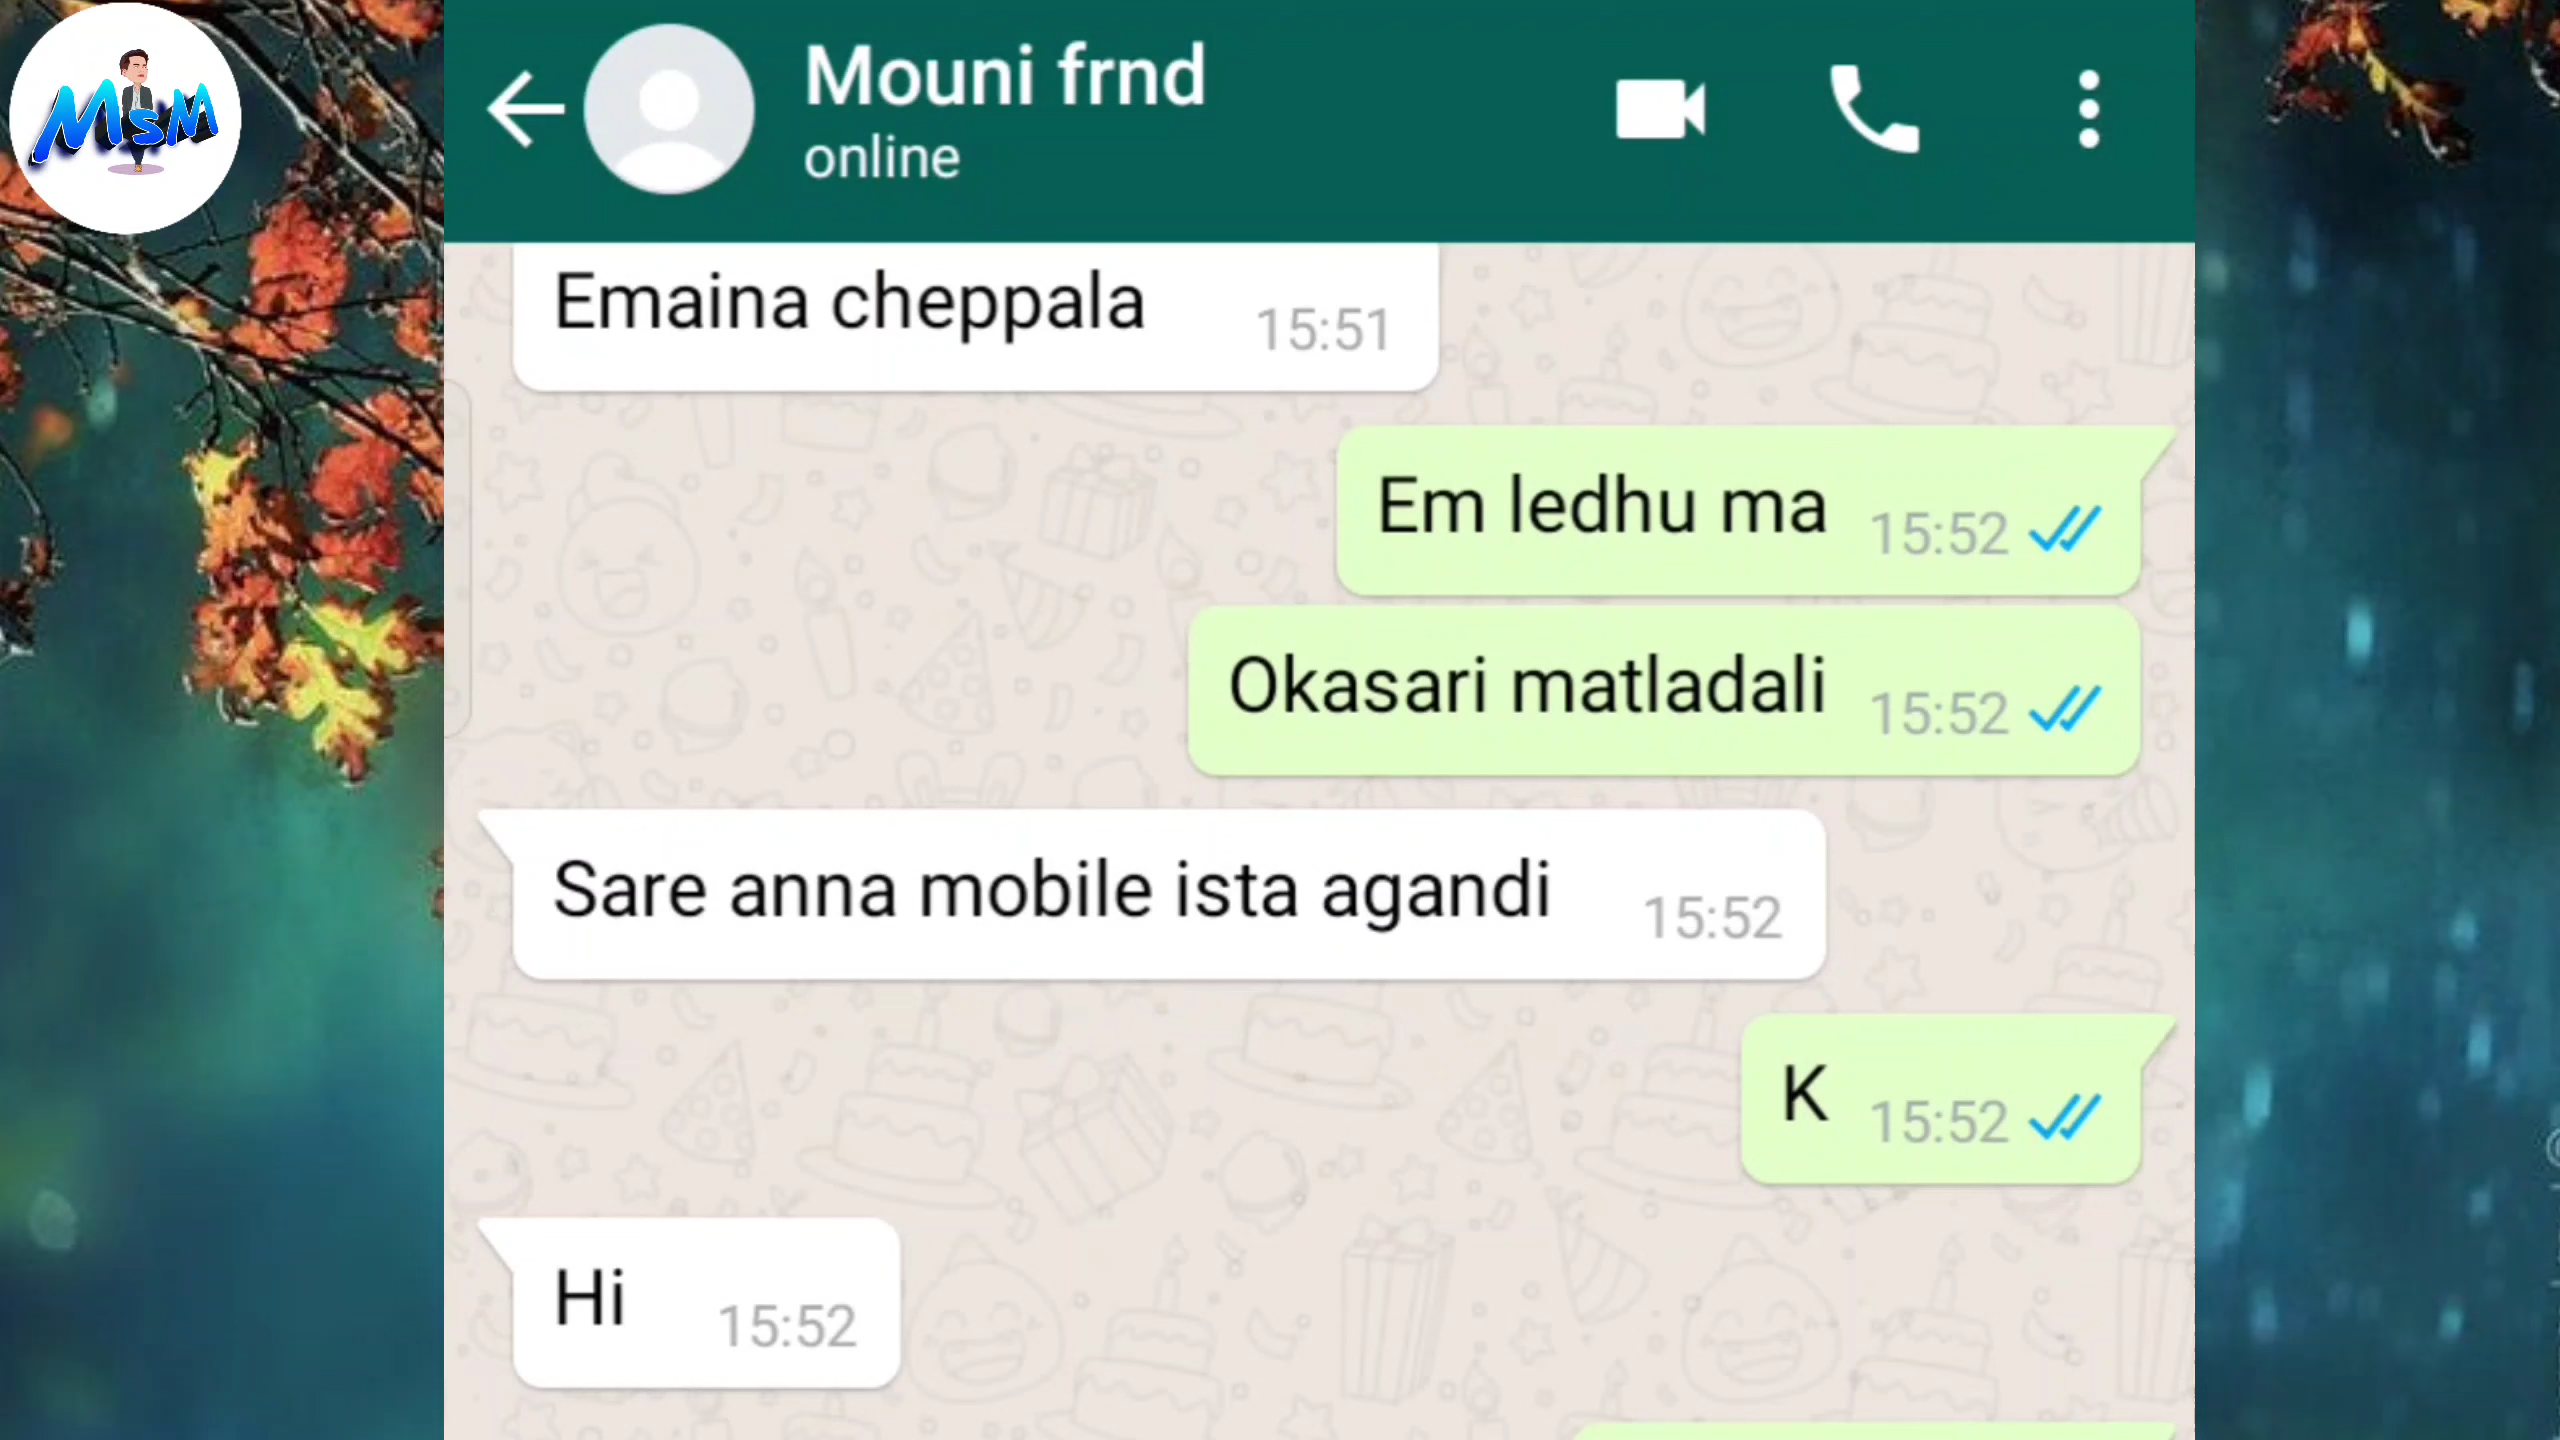 MSM
Mouni frnd
online
Emaina cheppala 15:51
Em ledhu ma 15:52
Okasari matladali 15:52
Sare anna mobile ista agandi 15:52
K 15:52
Hi 15:52